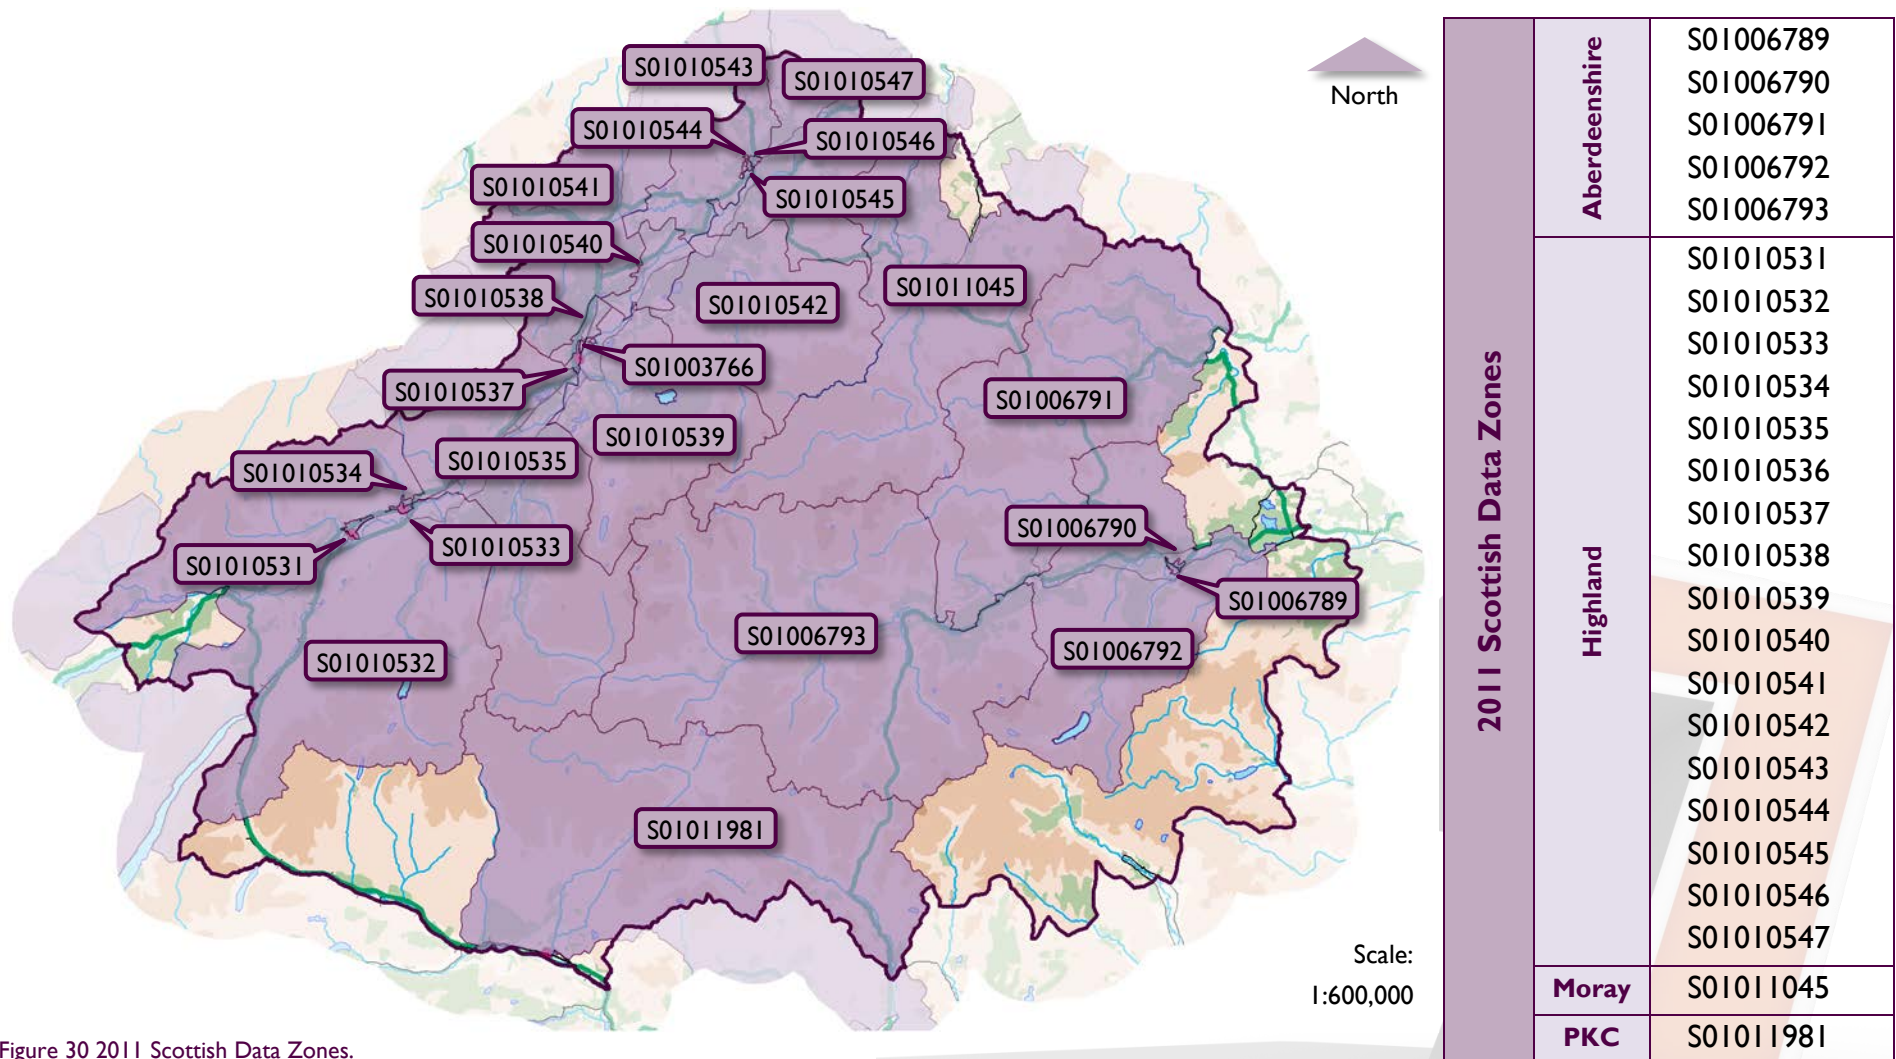 S01010543
S01010547
S01010544
S01010546
S01010541
S01010545
S01010540
S01010538
S01010542
S01011045
S01003766
S01010537
S01006791
S01010539
S01010535
S01010534
S01006790
S01010533
S01010531
S01006789
S01006793
S01006792
S01010532
S01011981
North
Scale:
1:600,000
2011 Scottish Data Zones
Aberdeenshire
S01006789
S01006790
S01006791
S01006792
S01006793
Highland
S01010531
S01010532
S01010533
S01010534
S01010535
S01010536
S01010537
S01010538
S01010539
S01010540
S01010541
S01010542
S01010543
S01010544
S01010545
S01010546
S01010547
Moray
S01011045
PKC
S01011981
Figure 30 2011 Scottish Data Zones.